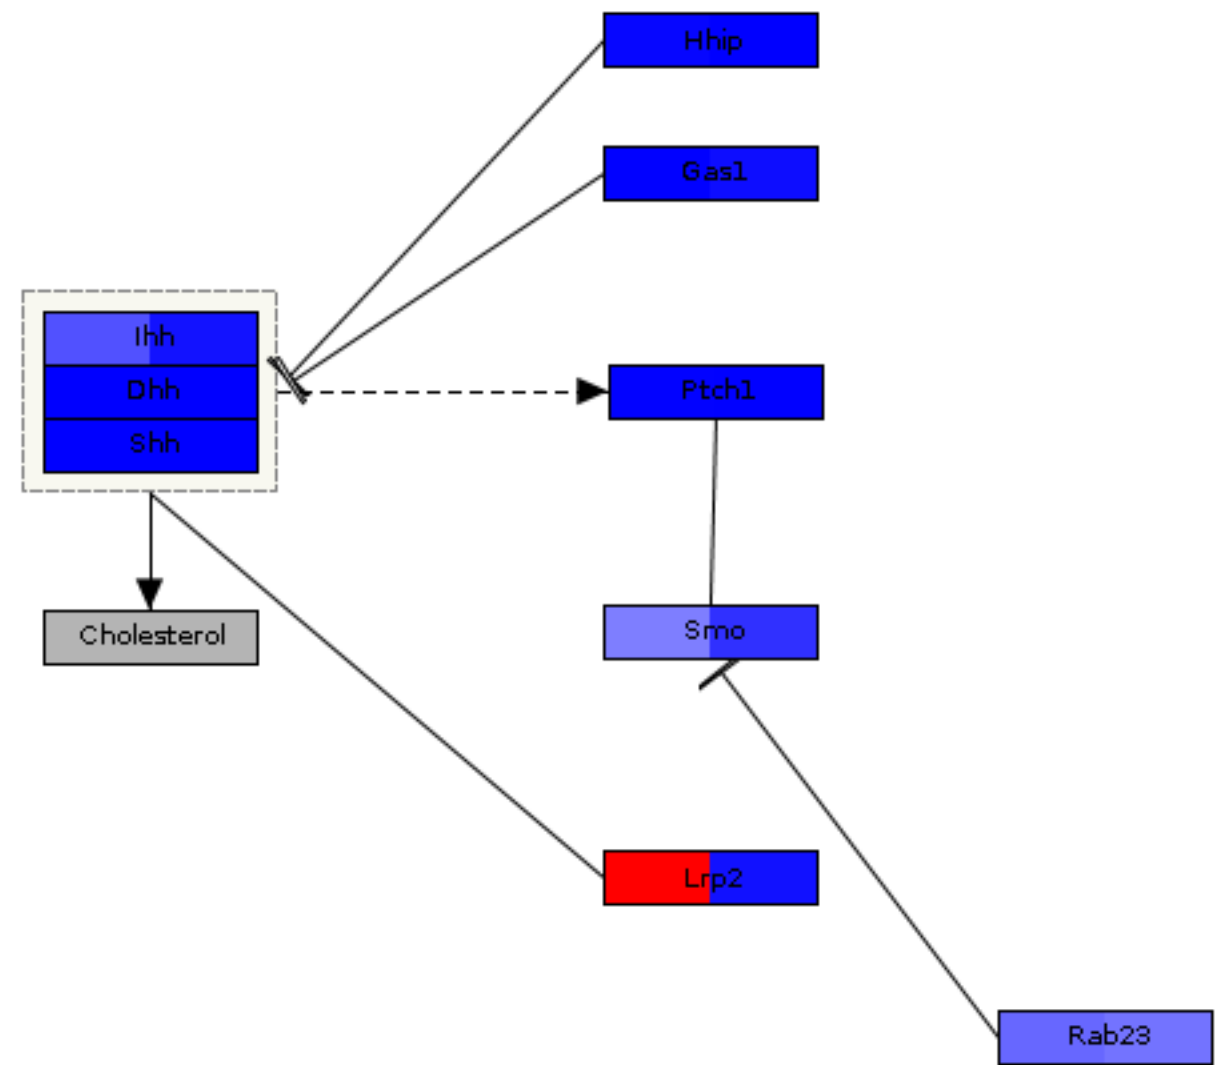 Hhip
Gas1
Ihh
Dhh
Shh
Ptch1
Cholesterol
Smo
Lrp2
Rab23